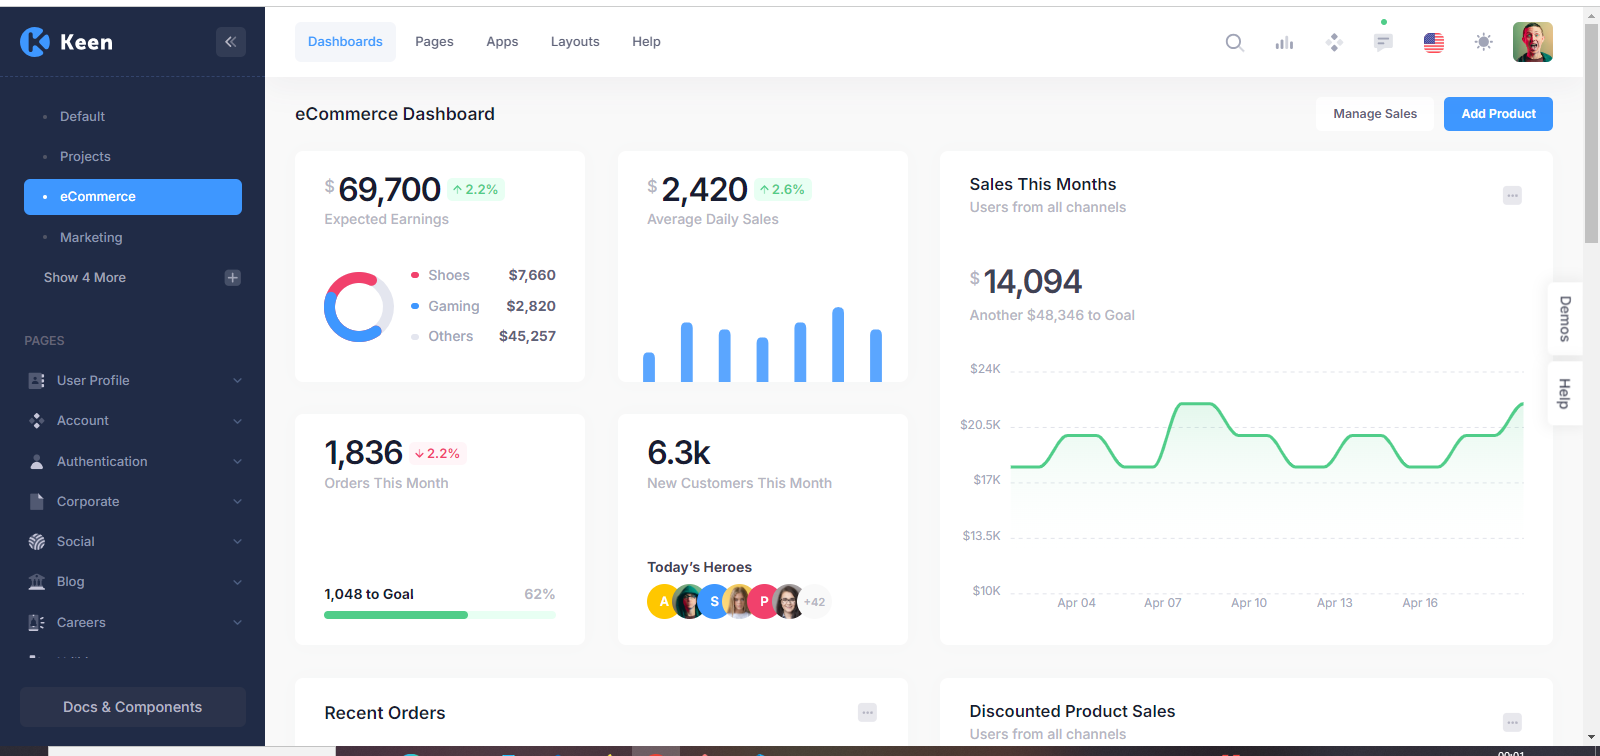 Keen
Dashboards Pages Apps Layouts Help
Default
Projects
eCommerce
Marketing
Show 4 More
PAGES
User Profile
Account
Authentication
Corporate
Social
Blog
Careers
Docs & Components
eCommerce Dashboard
Manage Sales Add Product
$69,700 2.2%
Expected Earnings
Shoes $7,660
Gaming $2,820
Others $45,257
$2,420 2.6%
Average Daily Sales
Sales This Months
Users from all channels
$14,094
Another $48,346 to Goal
$24K
$20.5K
$17K
$13.5K
$10K
Apr 04 Apr 07 Apr 10 Apr 13 Apr 16
1,836 2.2%
Orders This Month
1,048 to Goal 62%
6.3k
New Customers This Month
Today’s Heroes
A S P +42
Recent Orders
Discounted Product Sales
Users from all channels
Demos
Help